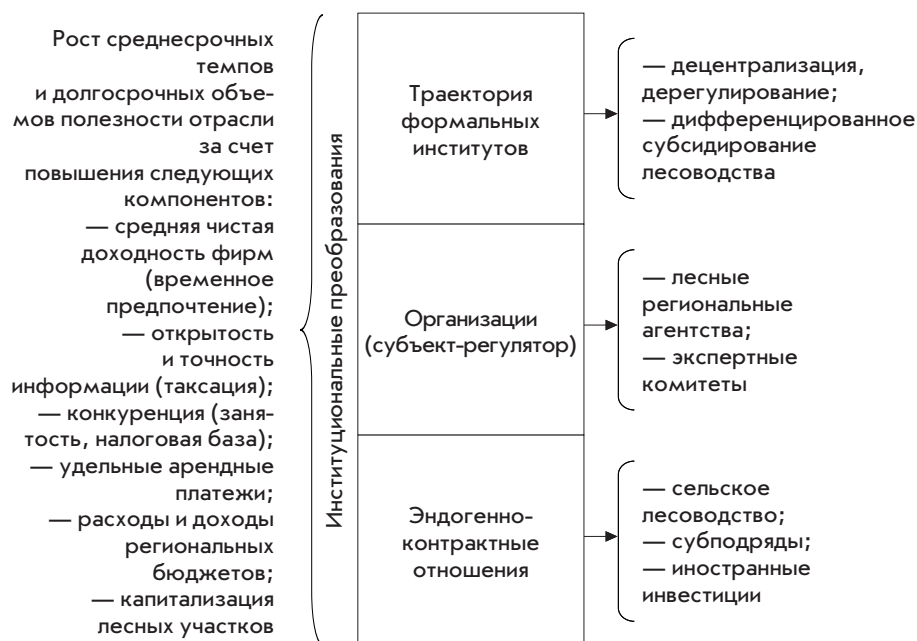 Рост среднесрочных
темпов
и долгосрочных объе-
мов полезности отрасли
за счет
повышения следующих
компонентов:
— средняя чистая
доходность фирм
(временное
предпочтение);
— открытость
и точность
информации (таксация);
— конкуренция (заня-
тость, налоговая база);
— удельные арендные
платежи;
— расходы и доходы
региональных
бюджетов;
— капитализация
лесных участков
Институциональные преобразования
Траектория
формальных
институтов
— децентрализация,
дерегулирование;
— дифференцированное
субсидирование
лесоводства
Организации
(субъект-регулятор)
— лесные
региональные
агентства;
— экспертные
комитеты
Эндогенно-
контрактные
отношения
— сельское
лесоводство;
— субподряды;
— иностранные
инвестиции